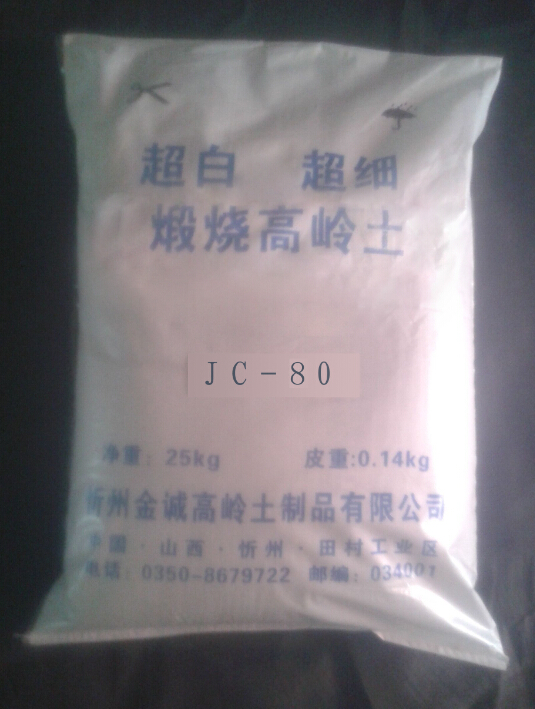 超白 超细
煅烧高岭土
JC-80
净重: 25kg 皮重:0.14kg
忻州金诚高岭土制品有限公司
中国·山西·忻州·田村工业区
电话: 0350-8679722 邮编: 034001